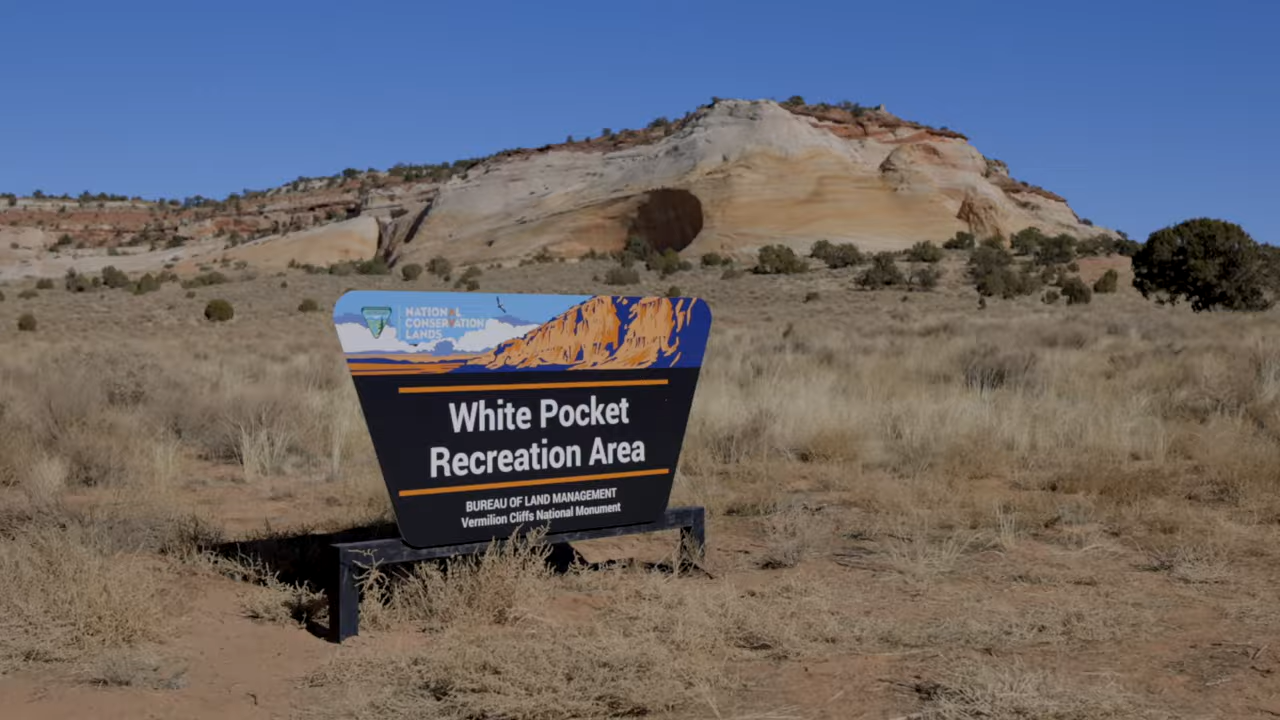 NATIONAL
CONSERVATION
LANDS
White Pocket
Recreation Area
BUREAU OF LAND MANAGEMENT
Vermilion Cliffs National Monument